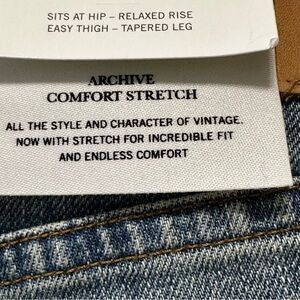 SITS AT HIP – RELAXED RISE
EASY THIGH – TAPERED LEG
ARCHIVE
COMFORT STRETCH
ALL THE STYLE AND CHARACTER OF VINTAGE.
NOW WITH STRETCH FOR INCREDIBLE FIT
AND ENDLESS COMFORT